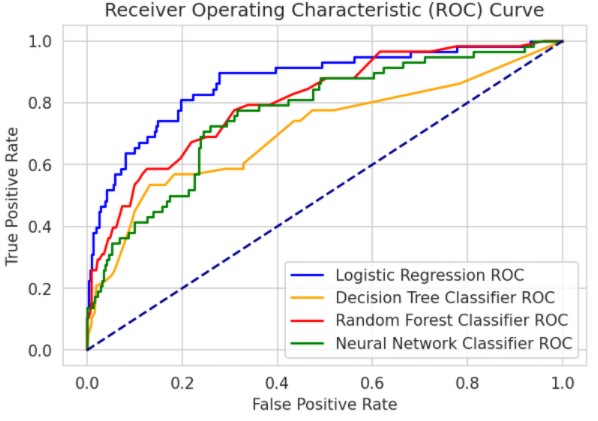 Receiver Operating Characteristic (ROC) Curve
1.0
0.8
0.6
0.4
0.2
0.0
True Positive Rate
Logistic Regression ROC
Decision Tree Classifier ROC
Random Forest Classifier ROC
Neural Network Classifier ROC
0.0 0.2 0.4 0.6 0.8 1.0
False Positive Rate